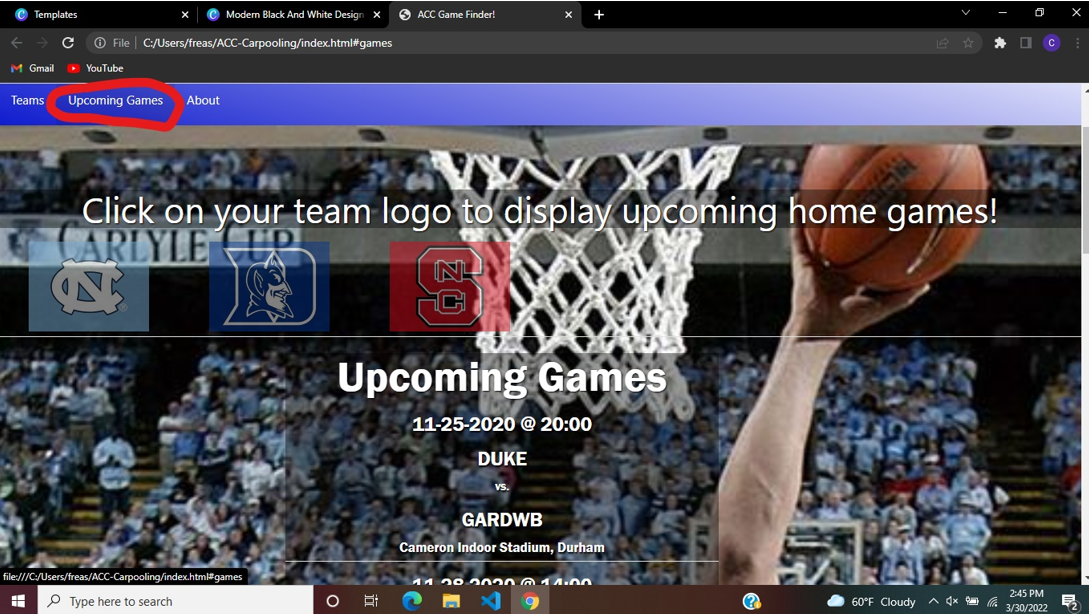 Templates
Modern Black And White Design
ACC Game Finder!
File
C:/Users/freas/ACC-Carpooling/index.html#games
Gmail
YouTube
Teams
Upcoming Games
About
CARLYLE CUP
Click on your team logo to display upcoming home games!
NC
D
NC
S
Upcoming Games
11-25-2020 @ 20:00
DUKE
vs.
GARDWB
Cameron Indoor Stadium, Durham
11-28-2020 @ 14:00
file:///C:/Users/freas/ACC-Carpooling/index.html#games
Type here to search
60°F Cloudy
2:45 PM
3/30/2022
2
C